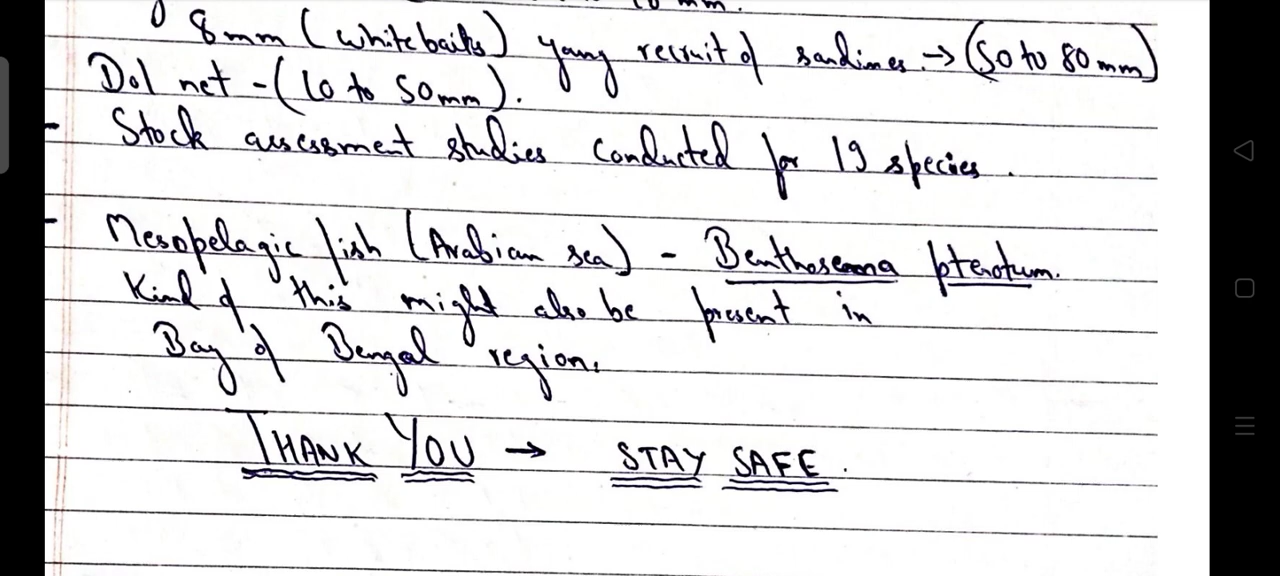 8mm (whitebaits) yang recruit of sardines. → (50 to 80 mm)
Dol net - (10 to 50mm).
- Stock assessment studies conducted for 19 species.
- Mesopelagic fish (Arabian sea) - Benthosema pterotum.
Kind of this might also be present in
Bay of Bengal region.
THANK YOU → STAY SAFE.